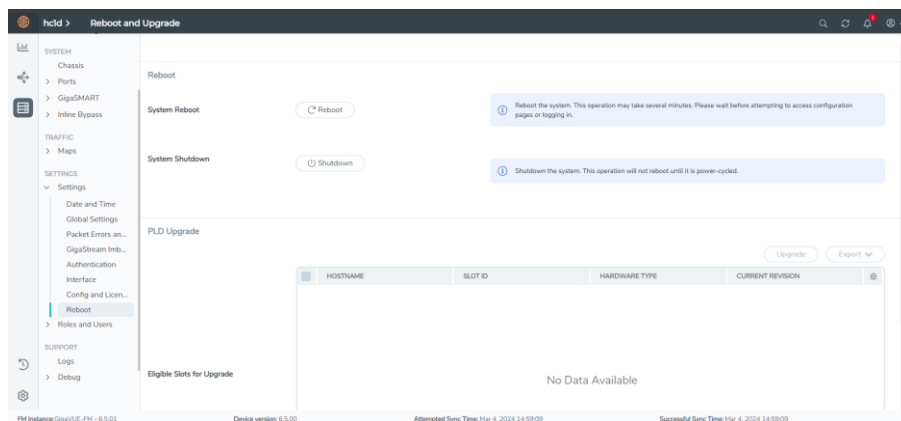 hc1d > Reboot and Upgrade
SYSTEM
Chassis
> Ports
> GigaSMART
> Inline Bypass
TRAFFIC
> Maps
SETTINGS
Settings
Date and Time
Global Settings
Packet Errors an...
GigaStream Imb...
Authentication
Interface
Config and Licen...
Reboot
> Roles and Users
SUPPORT
Logs
> Debug
Reboot
System Reboot
Reboot
Reboot the system. This operation may take several minutes. Please wait before attempting to access configuration
pages or logging in.
System Shutdown
Shutdown
Shutdown the system. This operation will not reboot until it is power-cycled.
PLD Upgrade
Upgrade Export
HOSTNAME SLOT ID HARDWARE TYPE CURRENT REVISION
Eligible Slots for Upgrade
No Data Available
FM Instance: GigaVUE-FM - 6.5.01 Device version: 6.5.00 Attempted Sync Time: Mar 4, 2024 14:59:09 Successful Sync Time: Mar 4, 2024 14:59:09